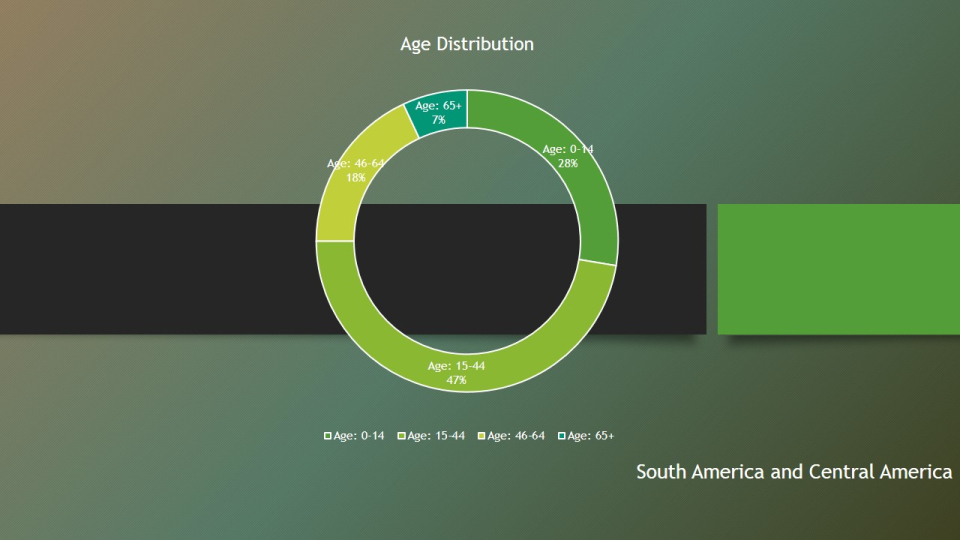 Age Distribution
Age: 65+
7%
Age: 0-14
28%
Age: 46-64
18%
Age: 15-44
47%
Age: 0-14 Age: 15-44 Age: 46-64 Age: 65+
South America and Central America